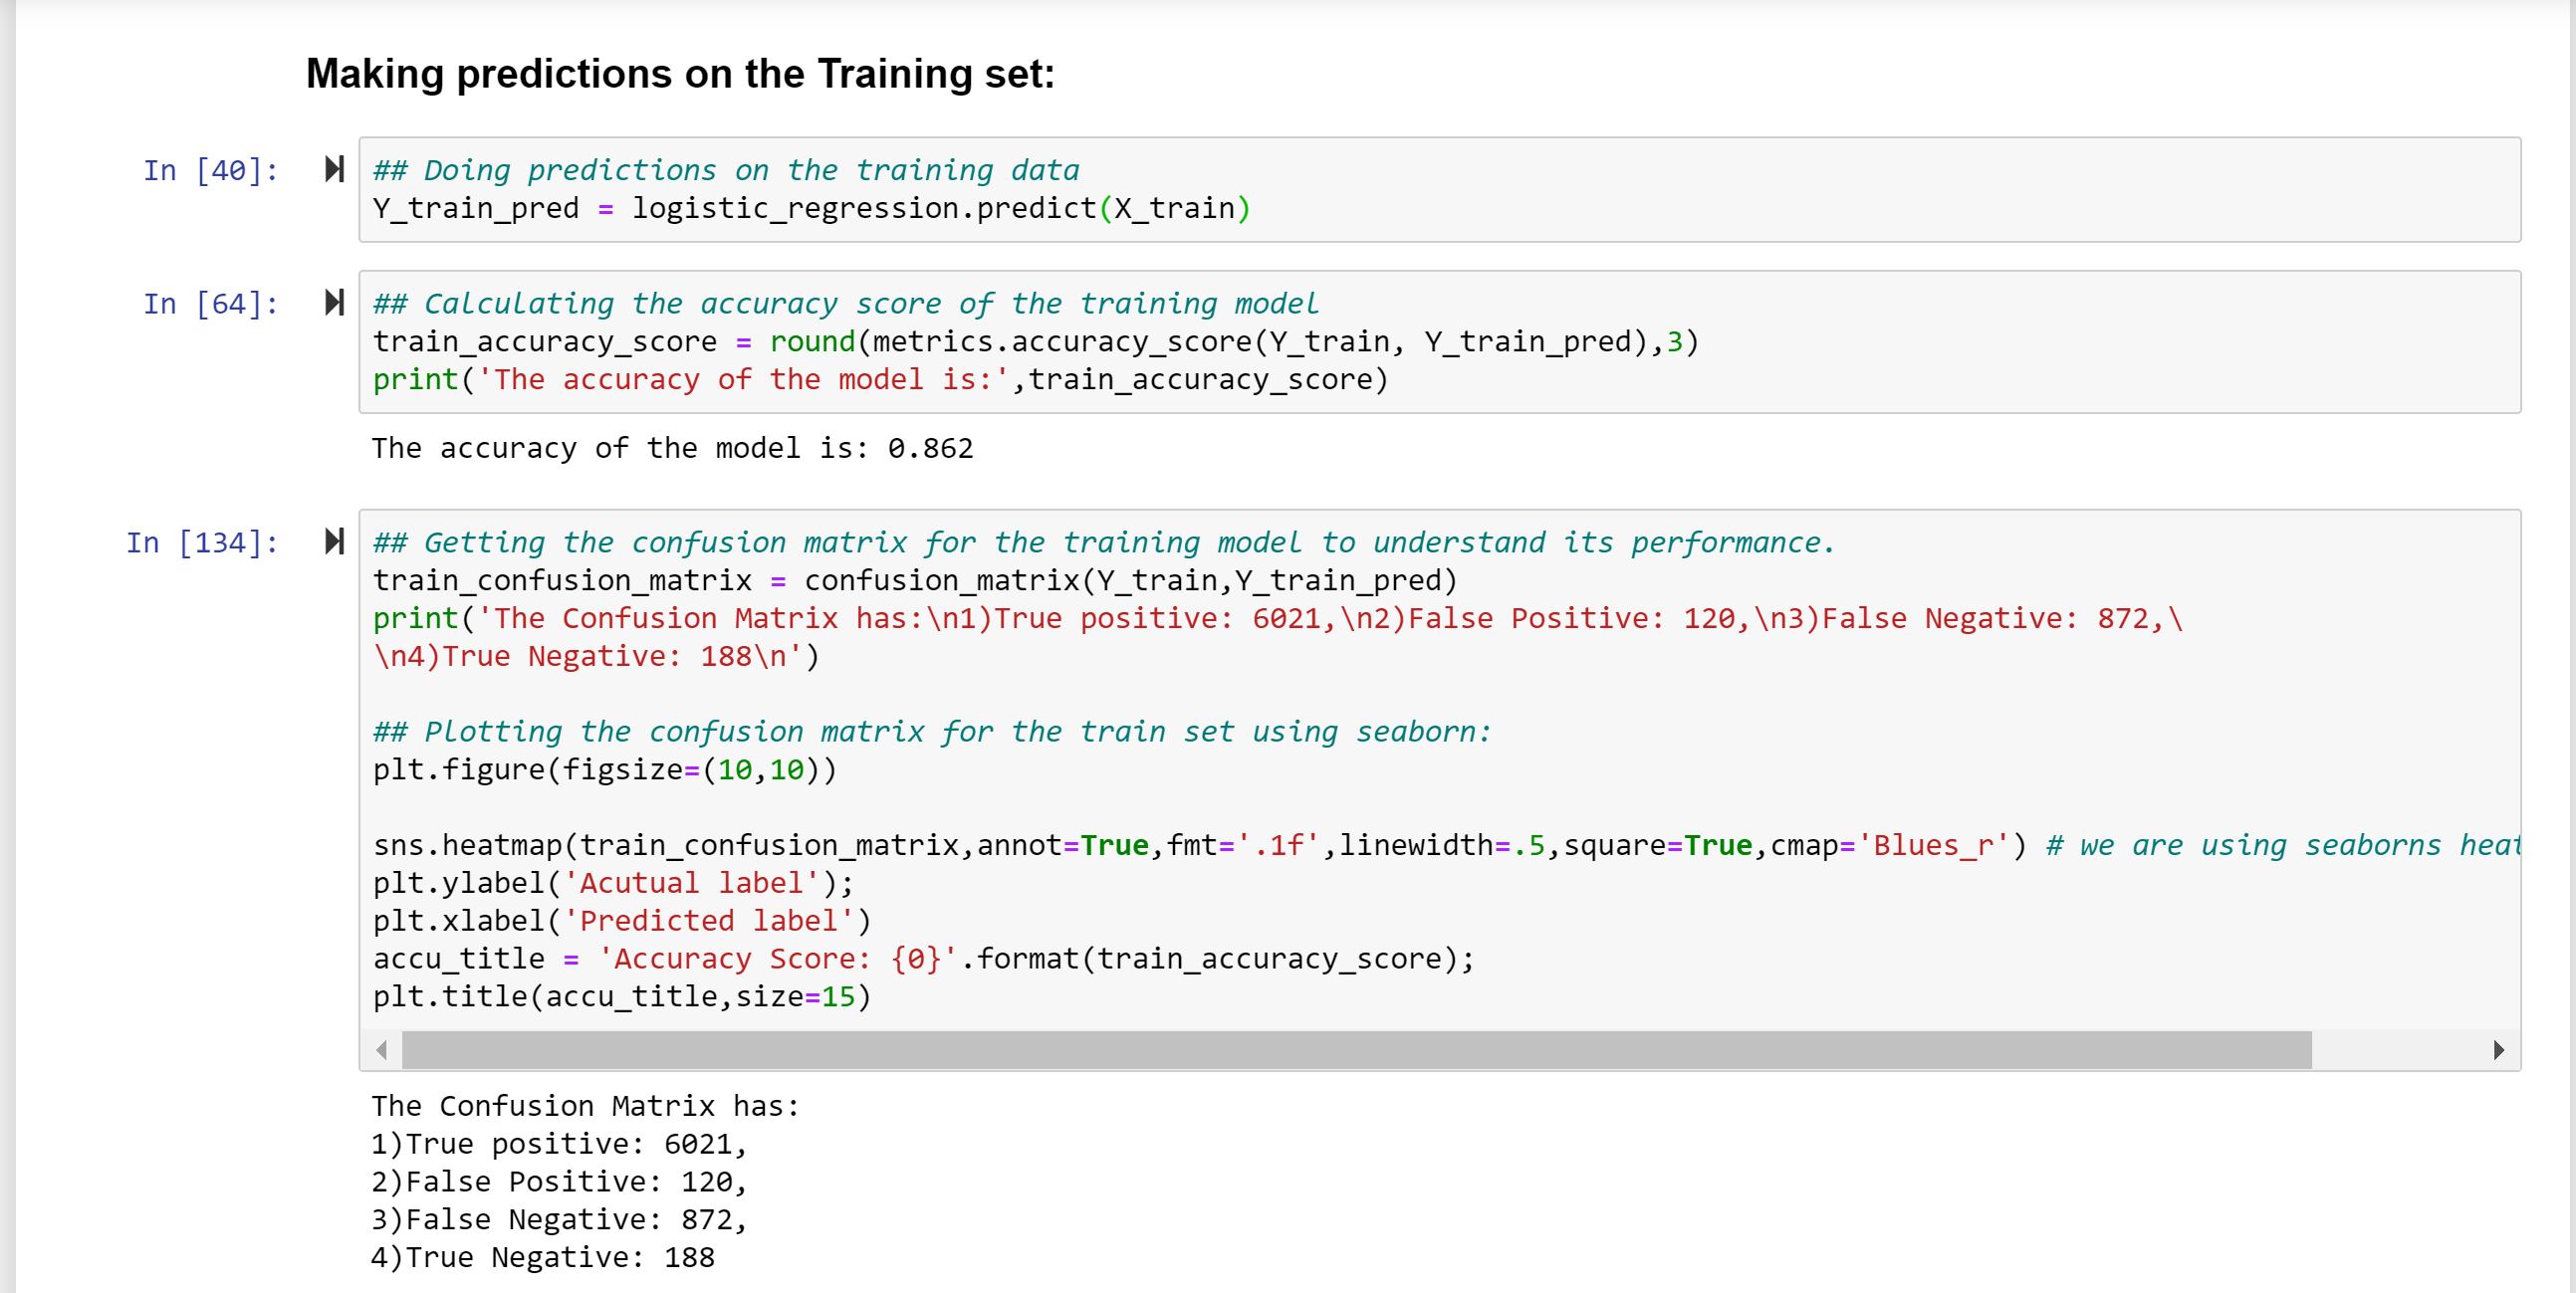 Making predictions on the Training set:
In [40]:
## Doing predictions on the training data
Y_train_pred = logistic_regression.predict(X_train)
In [64]:
## Calculating the accuracy score of the training model
train_accuracy_score = round(metrics.accuracy_score(Y_train, Y_train_pred),3)
print('The accuracy of the model is:',train_accuracy_score)
The accuracy of the model is: 0.862
In [134]:
## Getting the confusion matrix for the training model to understand its performance.
train_confusion_matrix = confusion_matrix(Y_train,Y_train_pred)
print('The Confusion Matrix has:\n1)True positive: 6021,\n2)False Positive: 120,\n3)False Negative: 872,\
\n4)True Negative: 188\n')
## Plotting the confusion matrix for the train set using seaborn:
plt.figure(figsize=(10,10))
sns.heatmap(train_confusion_matrix,annot=True,fmt='.1f',linewidth=.5,square=True,cmap='Blues_r') # we are using seaborns heat
plt.ylabel('Acutual label');
plt.xlabel('Predicted label')
accu_title = 'Accuracy Score: {0}'.format(train_accuracy_score);
plt.title(accu_title,size=15)
The Confusion Matrix has:
1)True positive: 6021,
2)False Positive: 120,
3)False Negative: 872,
4)True Negative: 188